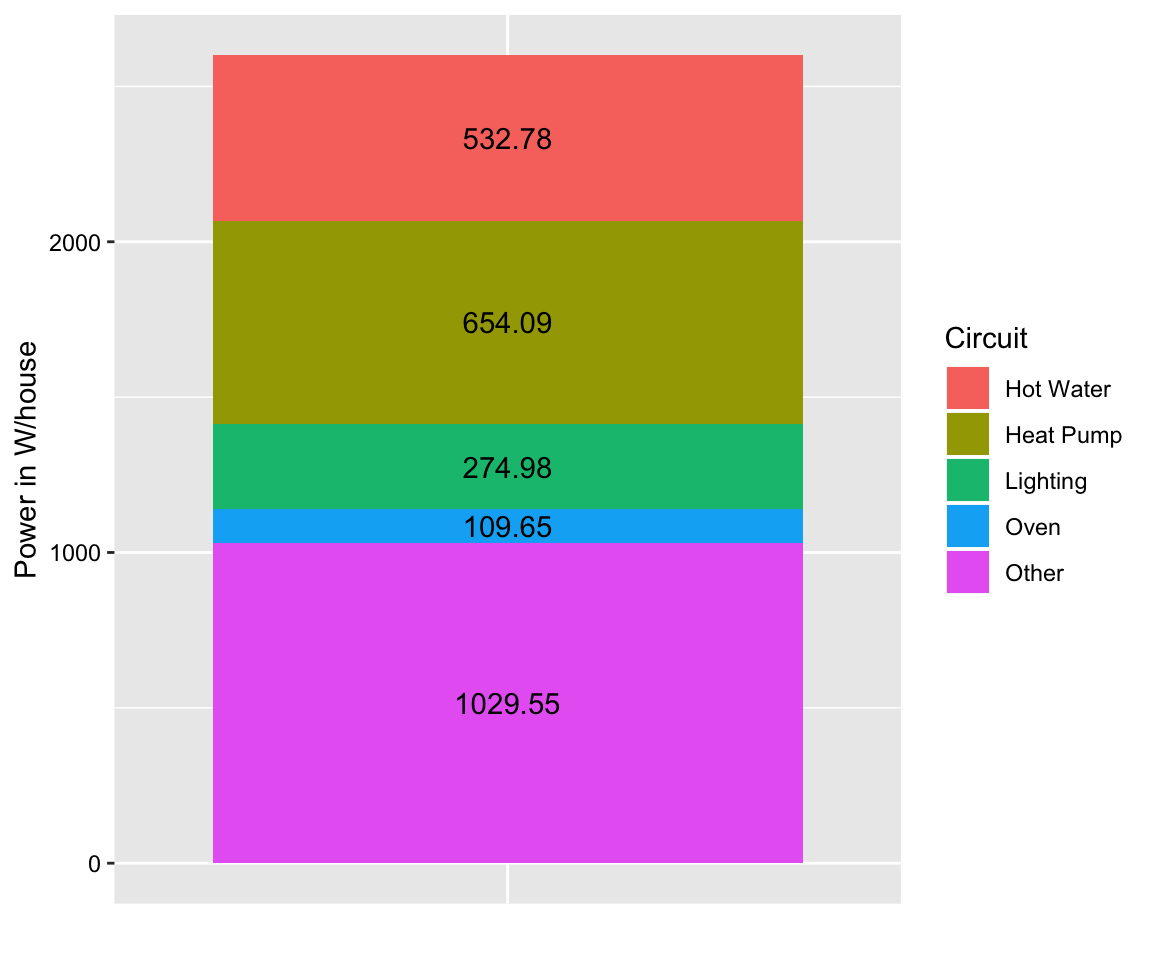 Power in W/house
2000
1000
0
532.78
654.09
274.98
109.65
1029.55
Circuit
Hot Water
Heat Pump
Lighting
Oven
Other